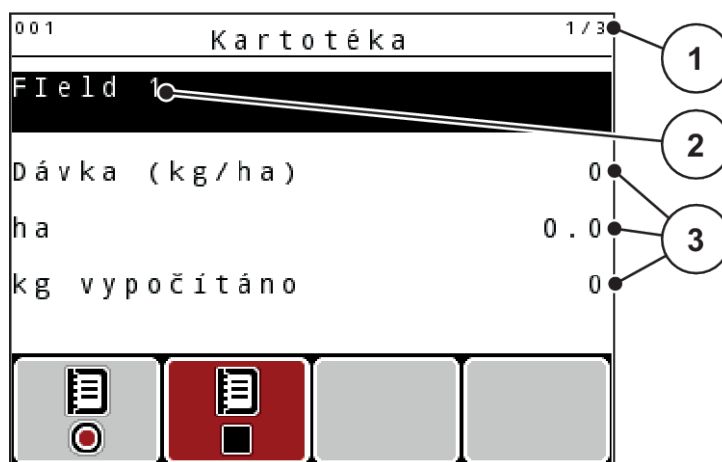 001 Kartotéka 1/3
FIeld 1
Dávka (kg/ha) 0
ha 0.0
kg vypočítáno 0
1
2
3